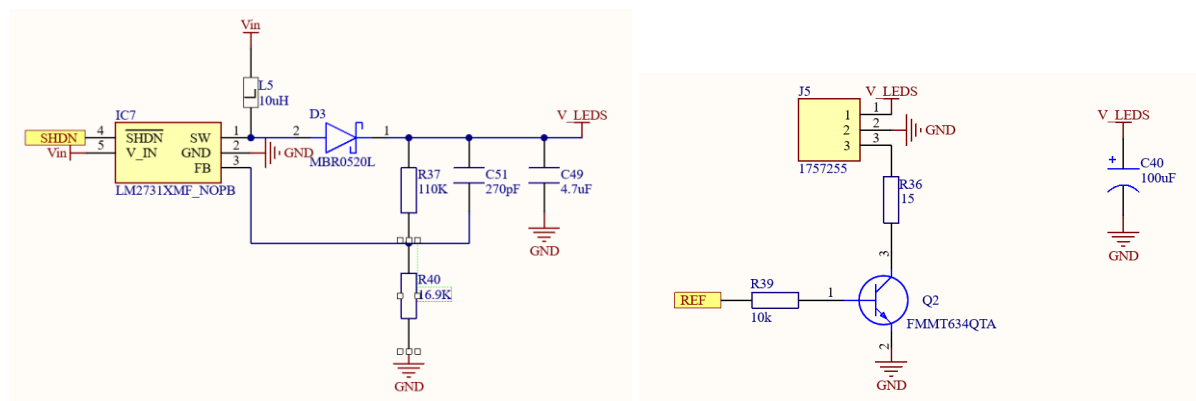 Vin
L5
10uH
IC7
D3
SHDN 4 SHDN SW 1 2 1 V_LEDS
Vin 5 V_IN GND 2 GND MBR0520L
FB 3
LM2731XMF_NOPB
R37
110K
C51
270pF
C49
4.7uF
GND
R40
16.9K
GND
J5 V_LEDS
1 1
2 2 GND
3 3
1757255
R36
15
3
REF
R39
10k
1
Q2
FMMT634QTA
2
GND
V_LEDS
+
C40
100uF
GND